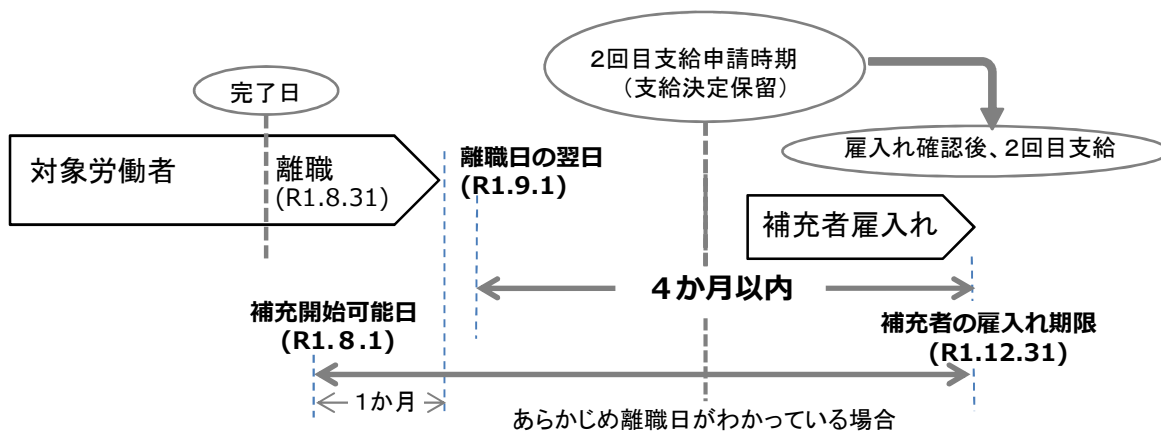 2回目支給申請時期
（支給決定保留）
完了日
雇入れ確認後、2回目支給
対象労働者
離職
(R1.8.31)
離職日の翌日
(R1.9.1)
補充者雇入れ
4か月以内
補充開始可能日
(R1.8.1)
補充者の雇入れ期限
(R1.12.31)
1か月
あらかじめ離職日がわかっている場合